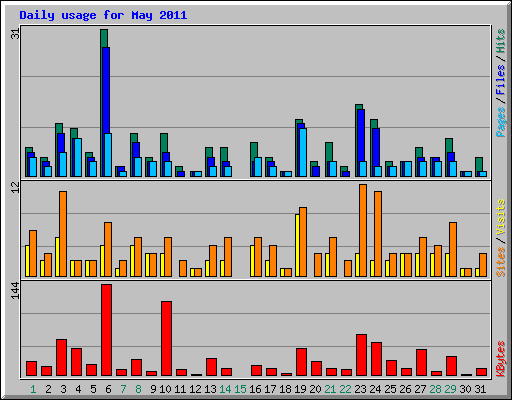 Daily usage for May 2011
31
Pages / Files / Hits
12
Sites / Visits
144
KBytes
1 2 3 4 5 6 7 8 9 10 11 12 13 14 15 16 17 18 19 20 21 22 23 24 25 26 27 28 29 30 31